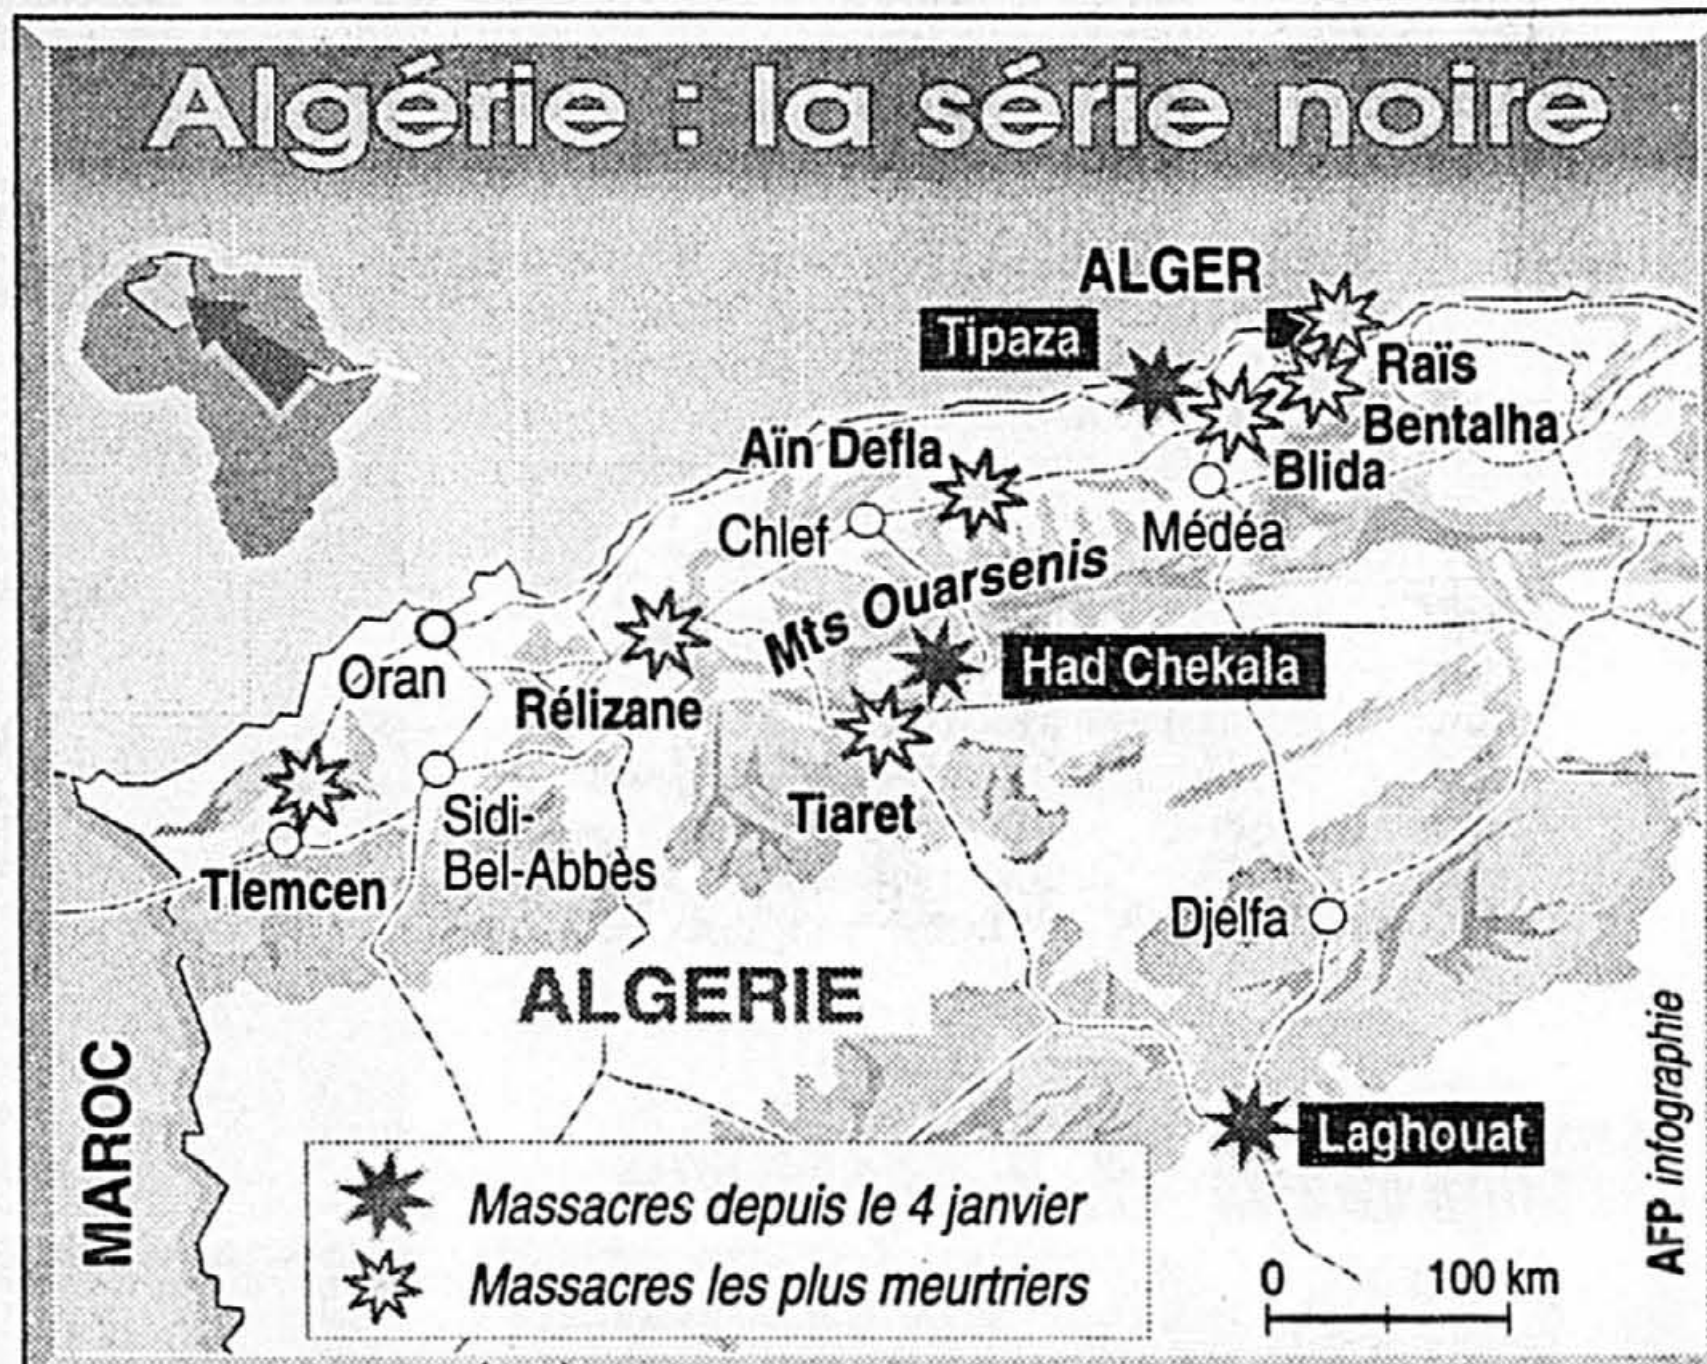 Algérie : la série noire
ALGER
Tipaza
Raïs
Bentalha
Aïn Defla
Blida
Chlef
Médéa
Mts Ouarsenis
Had Chekala
Oran
Rélizane
Tiaret
Sidi-
Bel-Abbès
Tlemcen
Djelfa
ALGERIE
MAROC
Laghouat
Massacres depuis le 4 janvier
Massacres les plus meurtriers
0 100 km
AFP infographie